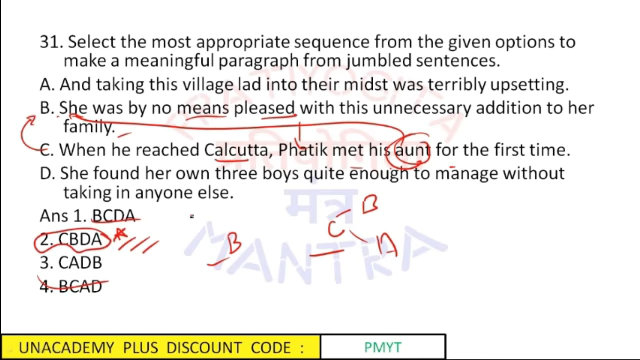 31. Select the most appropriate sequence from the given options to
make a meaningful paragraph from jumbled sentences.
A. And taking this village lad into their midst was terribly upsetting.
B. She was by no means pleased with this unnecessary addition to her
family.
C. When he reached Calcutta, Phatik met his aunt for the first time.
D. She found her own three boys quite enough to manage without
taking in anyone else.
Ans 1. BCDA
2. CBDA
3. CADB
4. BCAD
B
C
B
A
मंत्र
MANTRA
UNACADEMY PLUS DISCOUNT CODE : PMYT